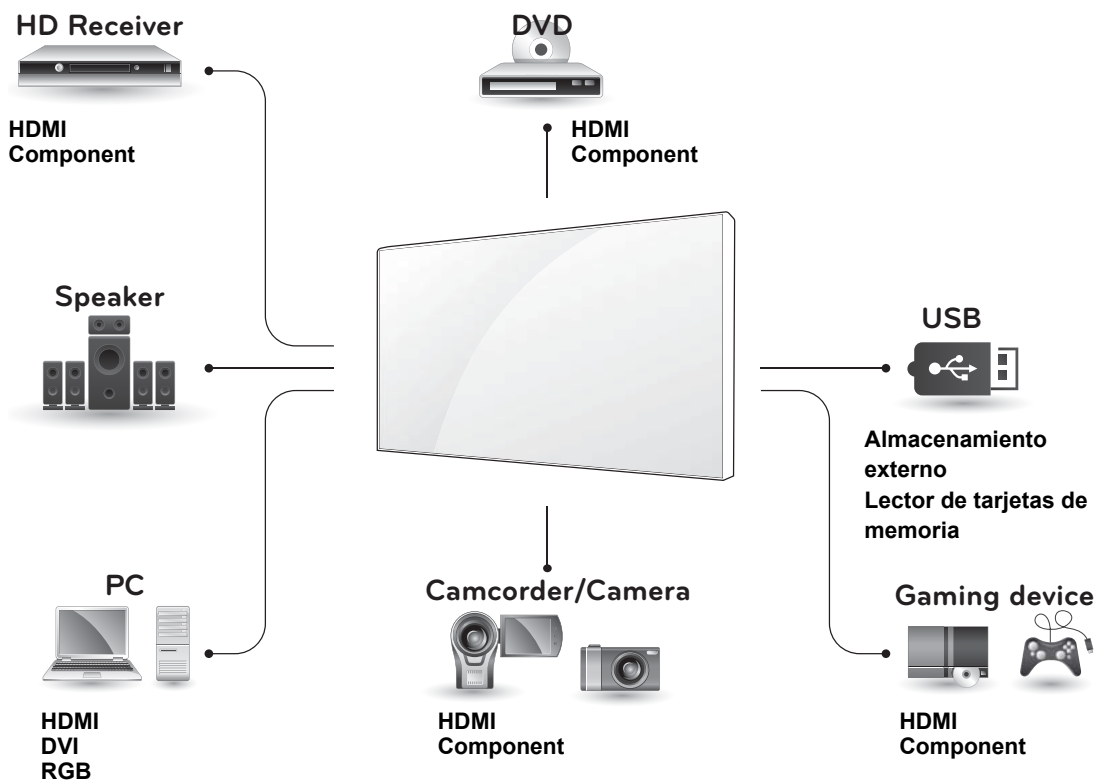 HD Receiver
HDMI
Component
DVD
HDMI
Component
Speaker
USB
Almacenamiento
externo
Lector de tarjetas de
memoria
PC
HDMI
DVI
RGB
Camcorder/Camera
HDMI
Component
Gaming device
HDMI
Component